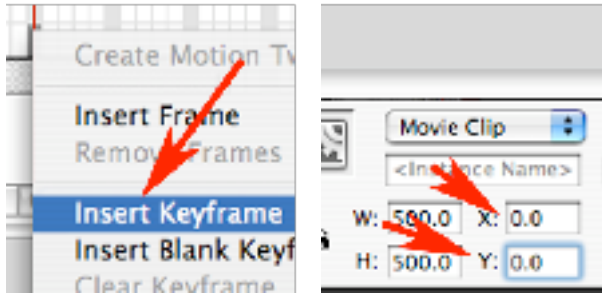 Create Motion Tw
Insert Frame
Remove Frames
Insert Keyframe
Insert Blank Keyf
Clear Keyframe
Movie Clip
<Instance Name>
W: 500.0 X: 0.0
H: 500.0 Y: 0.0